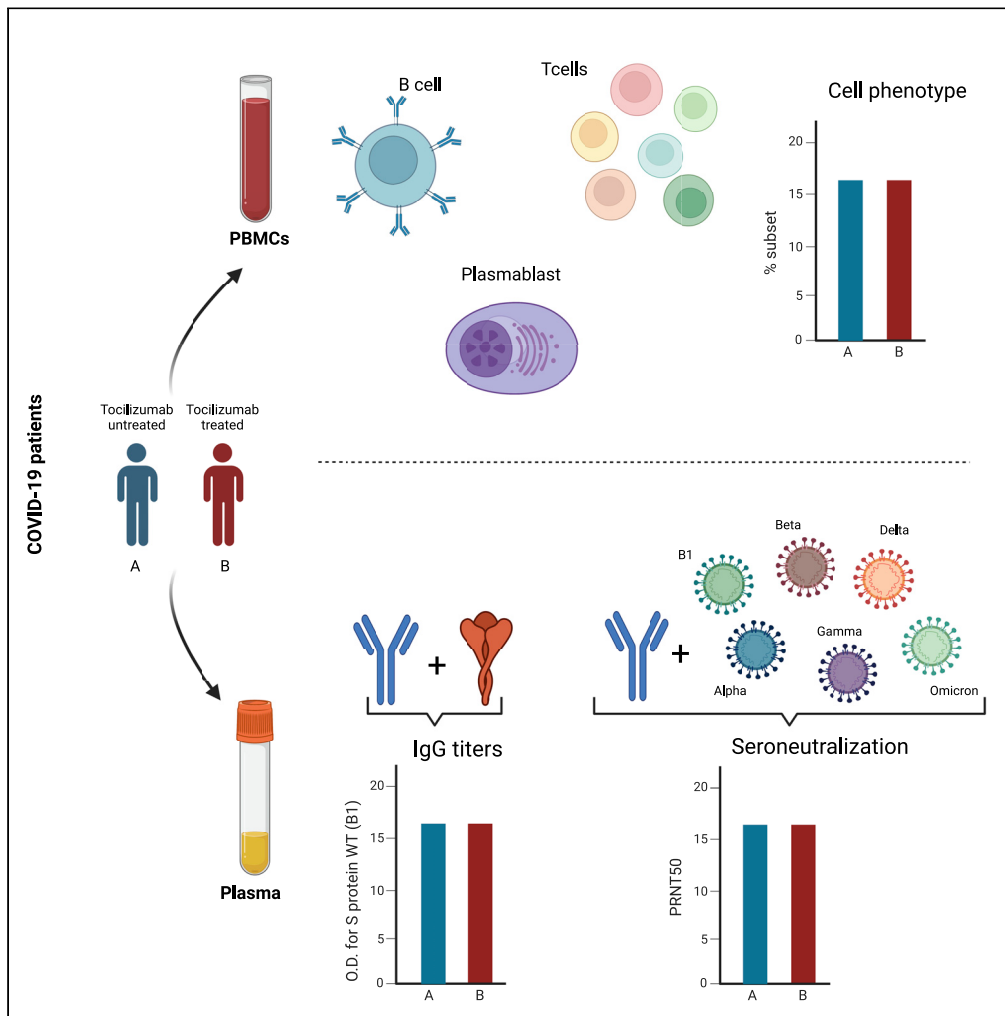 B cell
Tcells
Cell phenotype
20
15
10
5
0
% subset
A
B
PBMCs
Plasmablast
COVID-19 patients
Tocilizumab
untreated
Tocilizumab
treated
A
B
B1
Beta
Delta
Alpha
Gamma
Omicron
+
+
IgG titers
20
15
10
5
0
O.D. for S protein WT (B1)
A
B
Seroneutralization
20
15
10
5
0
PRNT50
A
B
Plasma